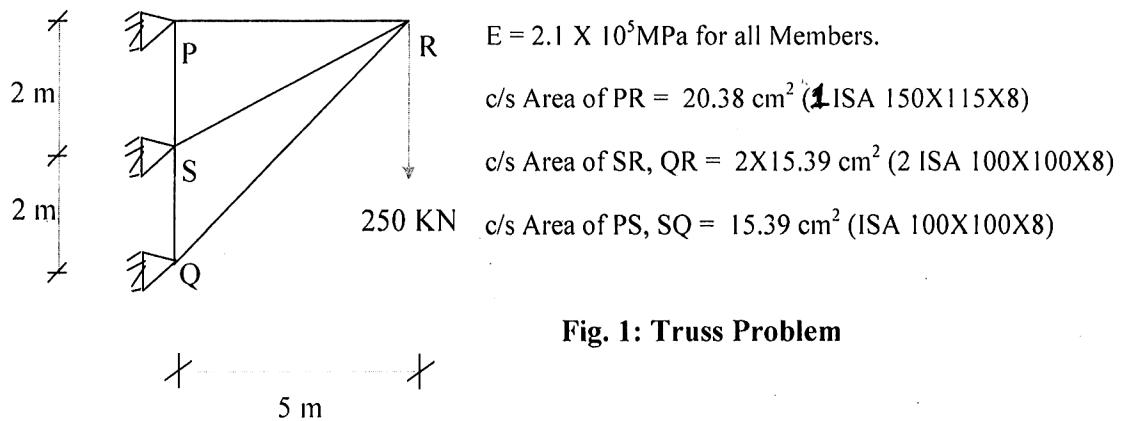 P
R
2 m
S
2 m
250 KN
Q
5 m
E = 2.1 X 10⁵MPa for all Members.
c/s Area of PR = 20.38 cm² (1 ISA 150X115X8)
c/s Area of SR, QR = 2X15.39 cm² (2 ISA 100X100X8)
c/s Area of PS, SQ = 15.39 cm² (ISA 100X100X8)
Fig. 1: Truss Problem